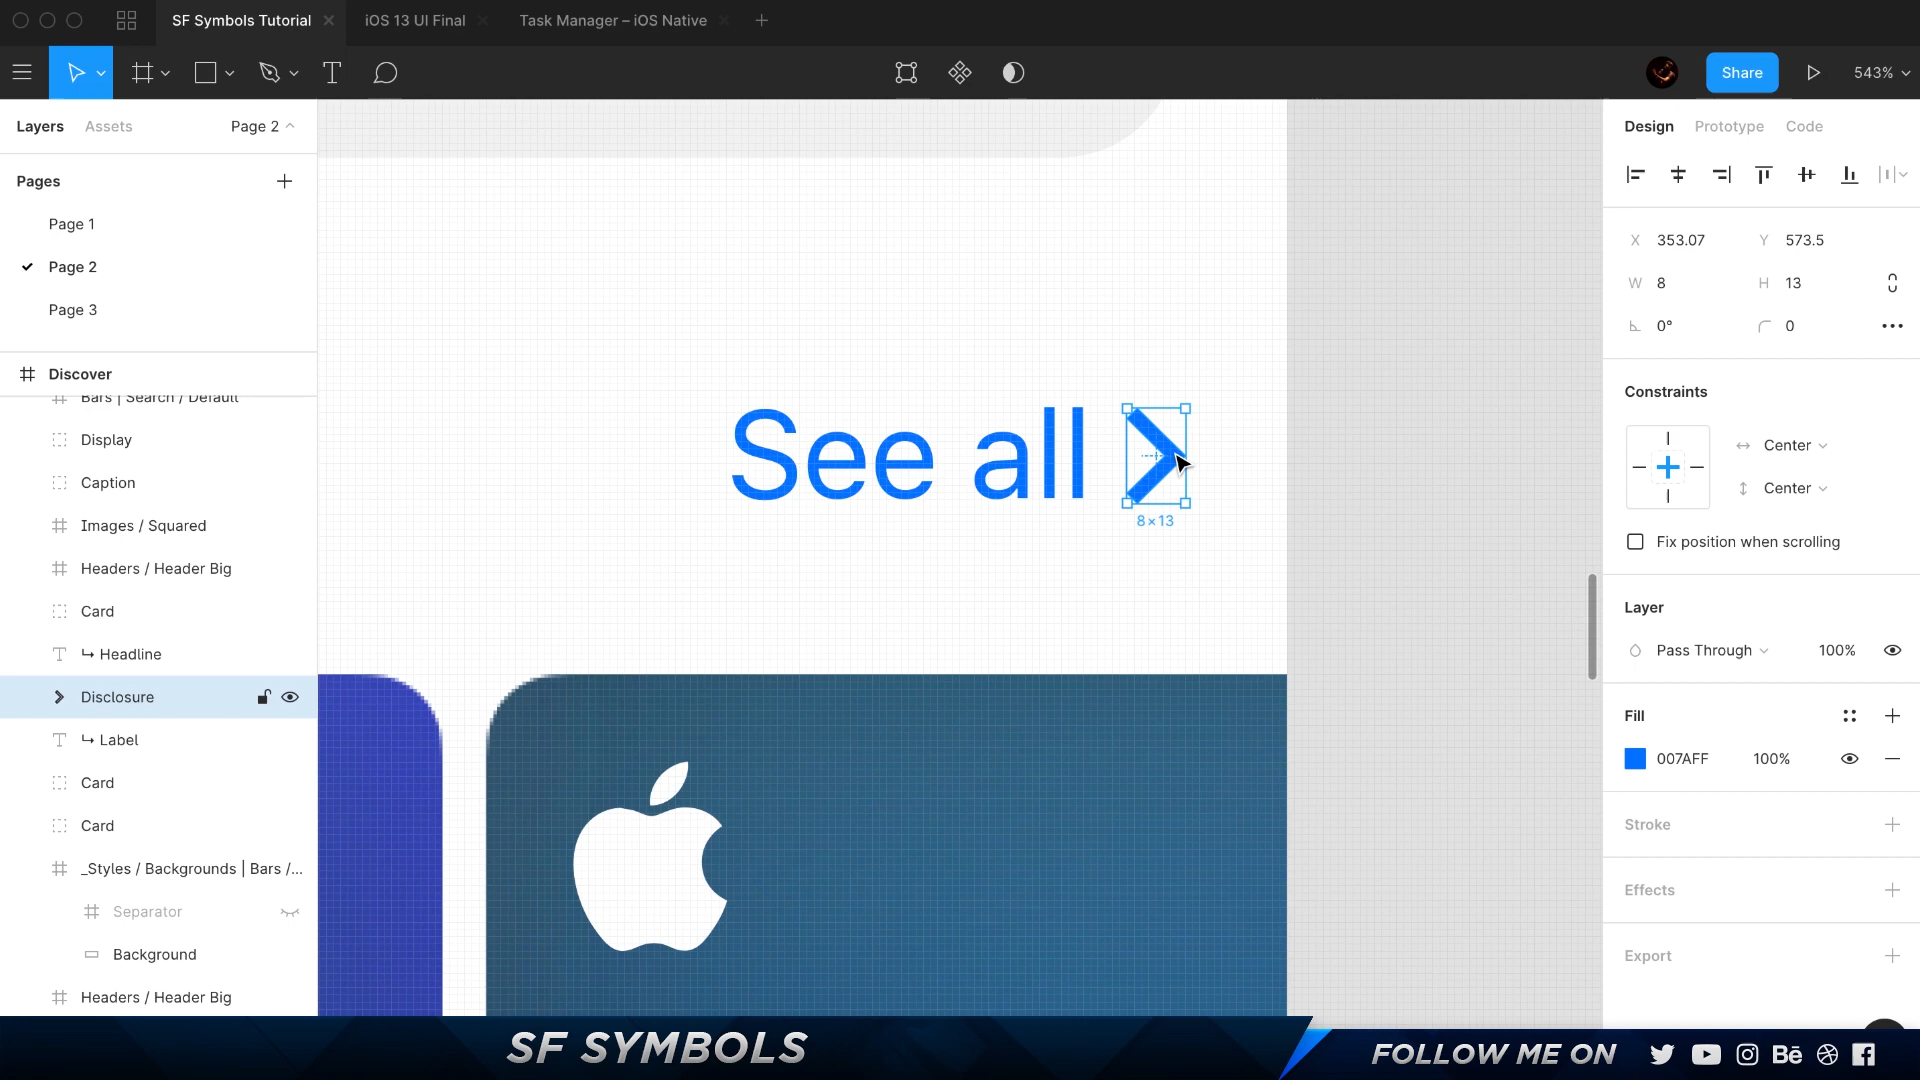 SF Symbols Tutorial
iOS 13 UI Final
Task Manager – iOS Native
Share
543%
Layers
Assets
Page 2
Pages
Page 1
Page 2
Page 3
Discover
Bars | Search / Default
Display
Caption
Images / Squared
Headers / Header Big
Card
Headline
Disclosure
Label
Card
Card
_Styles / Backgrounds | Bars /...
Separator
Background
Headers / Header Big
See all
8×13
Design
Prototype
Code
X 353.07
Y 573.5
W 8
H 13
0°
0
Constraints
Center
Center
Fix position when scrolling
Layer
Pass Through
100%
Fill
007AFF
100%
Stroke
Effects
Export
SF SYMBOLS
FOLLOW ME ON
Bē